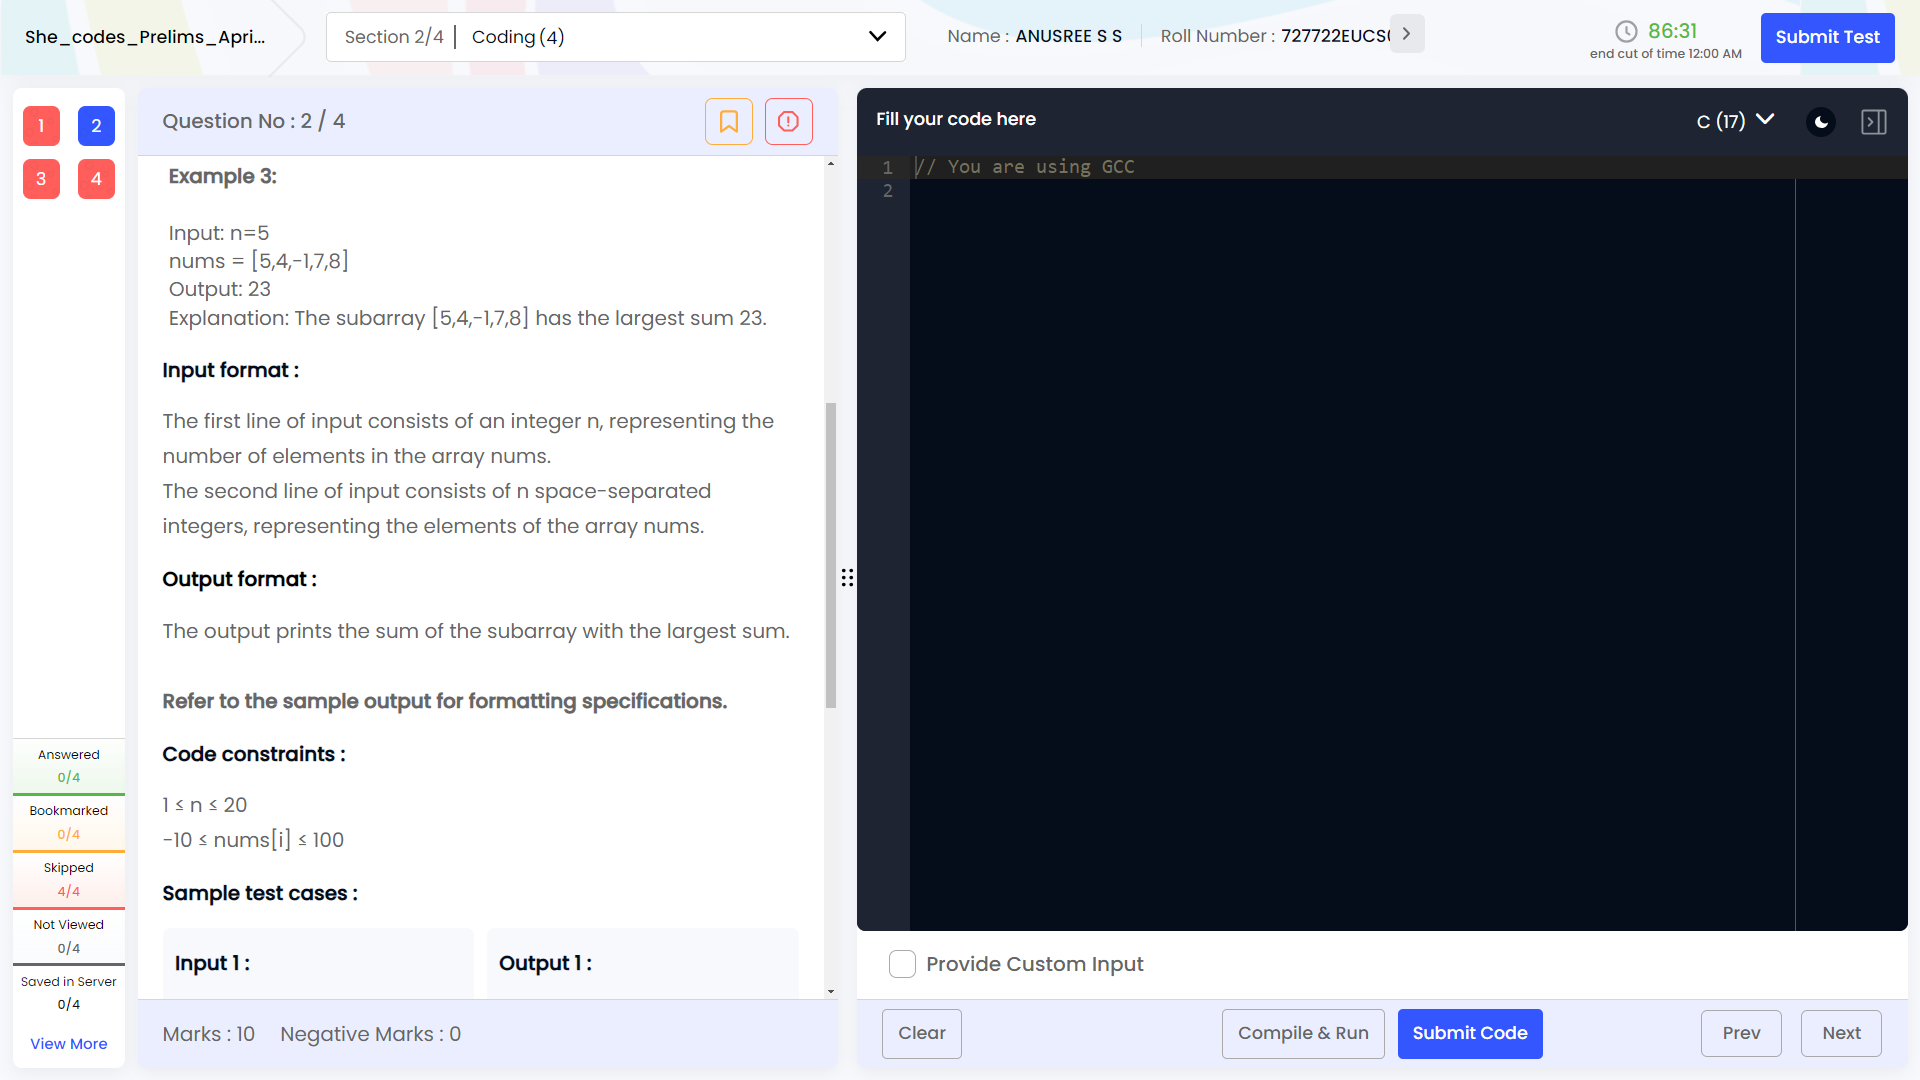 She_codes_Prelims_Apri...
Section 2/4 | Coding (4)
Name : ANUSREE S S
Roll Number : 727722EUCS
86:31
end cut of time 12:00 AM
Submit Test
1
2
3
4
Question No : 2 / 4
Example 3:
Input: n=5
nums = [5,4,-1,7,8]
Output: 23
Explanation: The subarray [5,4,-1,7,8] has the largest sum 23.
Input format :
The first line of input consists of an integer n, representing the
number of elements in the array nums.
The second line of input consists of n space-separated
integers, representing the elements of the array nums.
Output format :
The output prints the sum of the subarray with the largest sum.
Refer to the sample output for formatting specifications.
Code constraints :
1 ≤ n ≤ 20
-10 ≤ nums[i] ≤ 100
Sample test cases :
Input 1 :
Output 1 :
Marks : 10
Negative Marks : 0
Answered
0/4
Bookmarked
0/4
Skipped
4/4
Not Viewed
0/4
Saved in Server
0/4
View More
Fill your code here
C (17)
1 // You are using GCC
2
Provide Custom Input
Clear
Compile & Run
Submit Code
Prev
Next